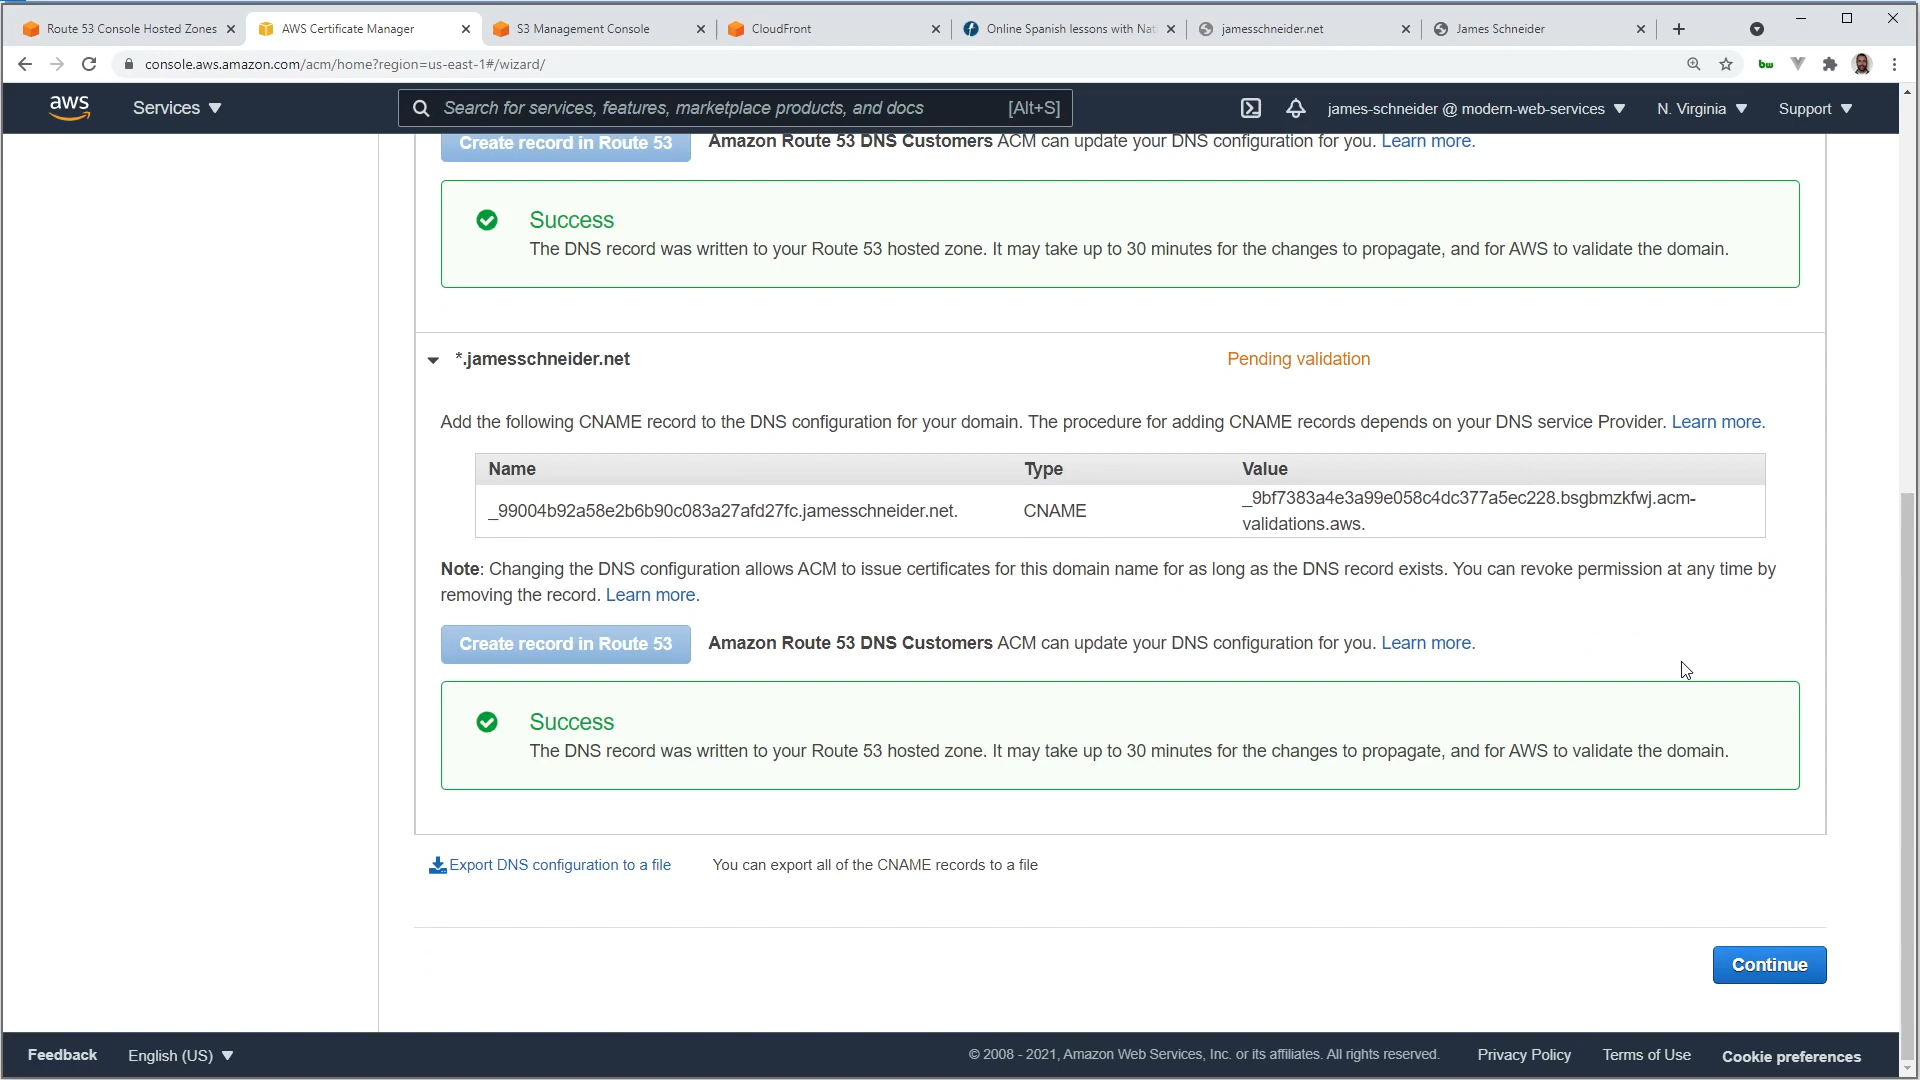 Route 53 Console Hosted Zones
AWS Certificate Manager
S3 Management Console
CloudFront
Online Spanish lessons with Nati
jamesschneider.net
James Schneider
console.aws.amazon.com/acm/home?region=us-east-1#/wizard/
bw
aws
Services
Search for services, features, marketplace products, and docs
[Alt+S]
james-schneider @ modern-web-services
N. Virginia
Support
Create record in Route 53
Amazon Route 53 DNS Customers ACM can update your DNS configuration for you. Learn more.
Success
The DNS record was written to your Route 53 hosted zone. It may take up to 30 minutes for the changes to propagate, and for AWS to validate the domain.
*.jamesschneider.net
Pending validation
Add the following CNAME record to the DNS configuration for your domain. The procedure for adding CNAME records depends on your DNS service Provider. Learn more.
Name Type Value
_99004b92a58e2b6b90c083a27afd27fc.jamesschneider.net. CNAME _9bf7383a4e3a99e058c4dc377a5ec228.bsgbmzkfwj.acm-
validations.aws.
Note: Changing the DNS configuration allows ACM to issue certificates for this domain name for as long as the DNS record exists. You can revoke permission at any time by
removing the record. Learn more.
Create record in Route 53
Amazon Route 53 DNS Customers ACM can update your DNS configuration for you. Learn more.
Success
The DNS record was written to your Route 53 hosted zone. It may take up to 30 minutes for the changes to propagate, and for AWS to validate the domain.
Export DNS configuration to a file
You can export all of the CNAME records to a file
Continue
Feedback
English (US)
© 2008 - 2021, Amazon Web Services, Inc. or its affiliates. All rights reserved.
Privacy Policy
Terms of Use
Cookie preferences